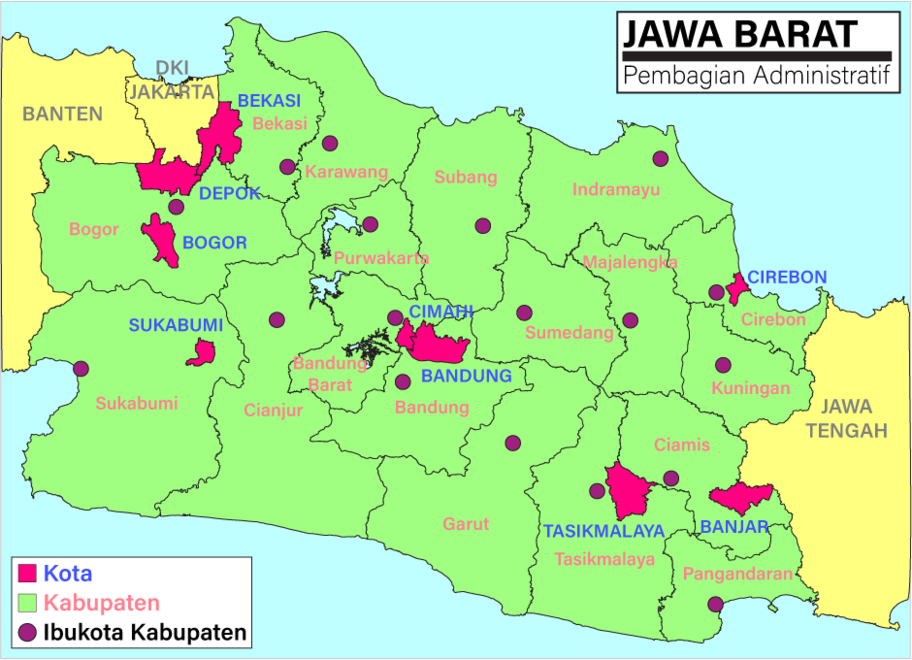 JAWA BARAT
Pembagian Administratif
DKI
JAKARTA
BANTEN
BEKASI
Bekasi
Karawang
Subang
Indramayu
DEPOK
Bogor
BOGOR
Purwakarta
Majalengka
CIREBON
Cirebon
SUKABUMI
CIMAHI
Sumedang
Bandung
Barat
BANDUNG
Kuningan
Sukabumi
Cianjur
Bandung
JAWA
TENGAH
Ciamis
Garut
TASIKMALAYA
BANJAR
Tasikmalaya
Pangandaran
Kota
Kabupaten
Ibukota Kabupaten